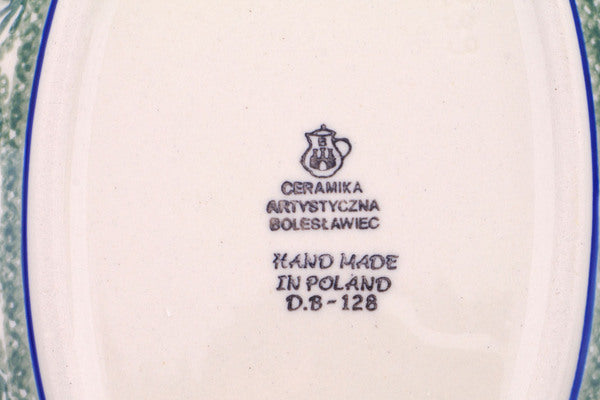 CERAMIKA
ARTYSTYCZNA
BOLESŁAWIEC
HAND MADE
IN POLAND
D.B-128